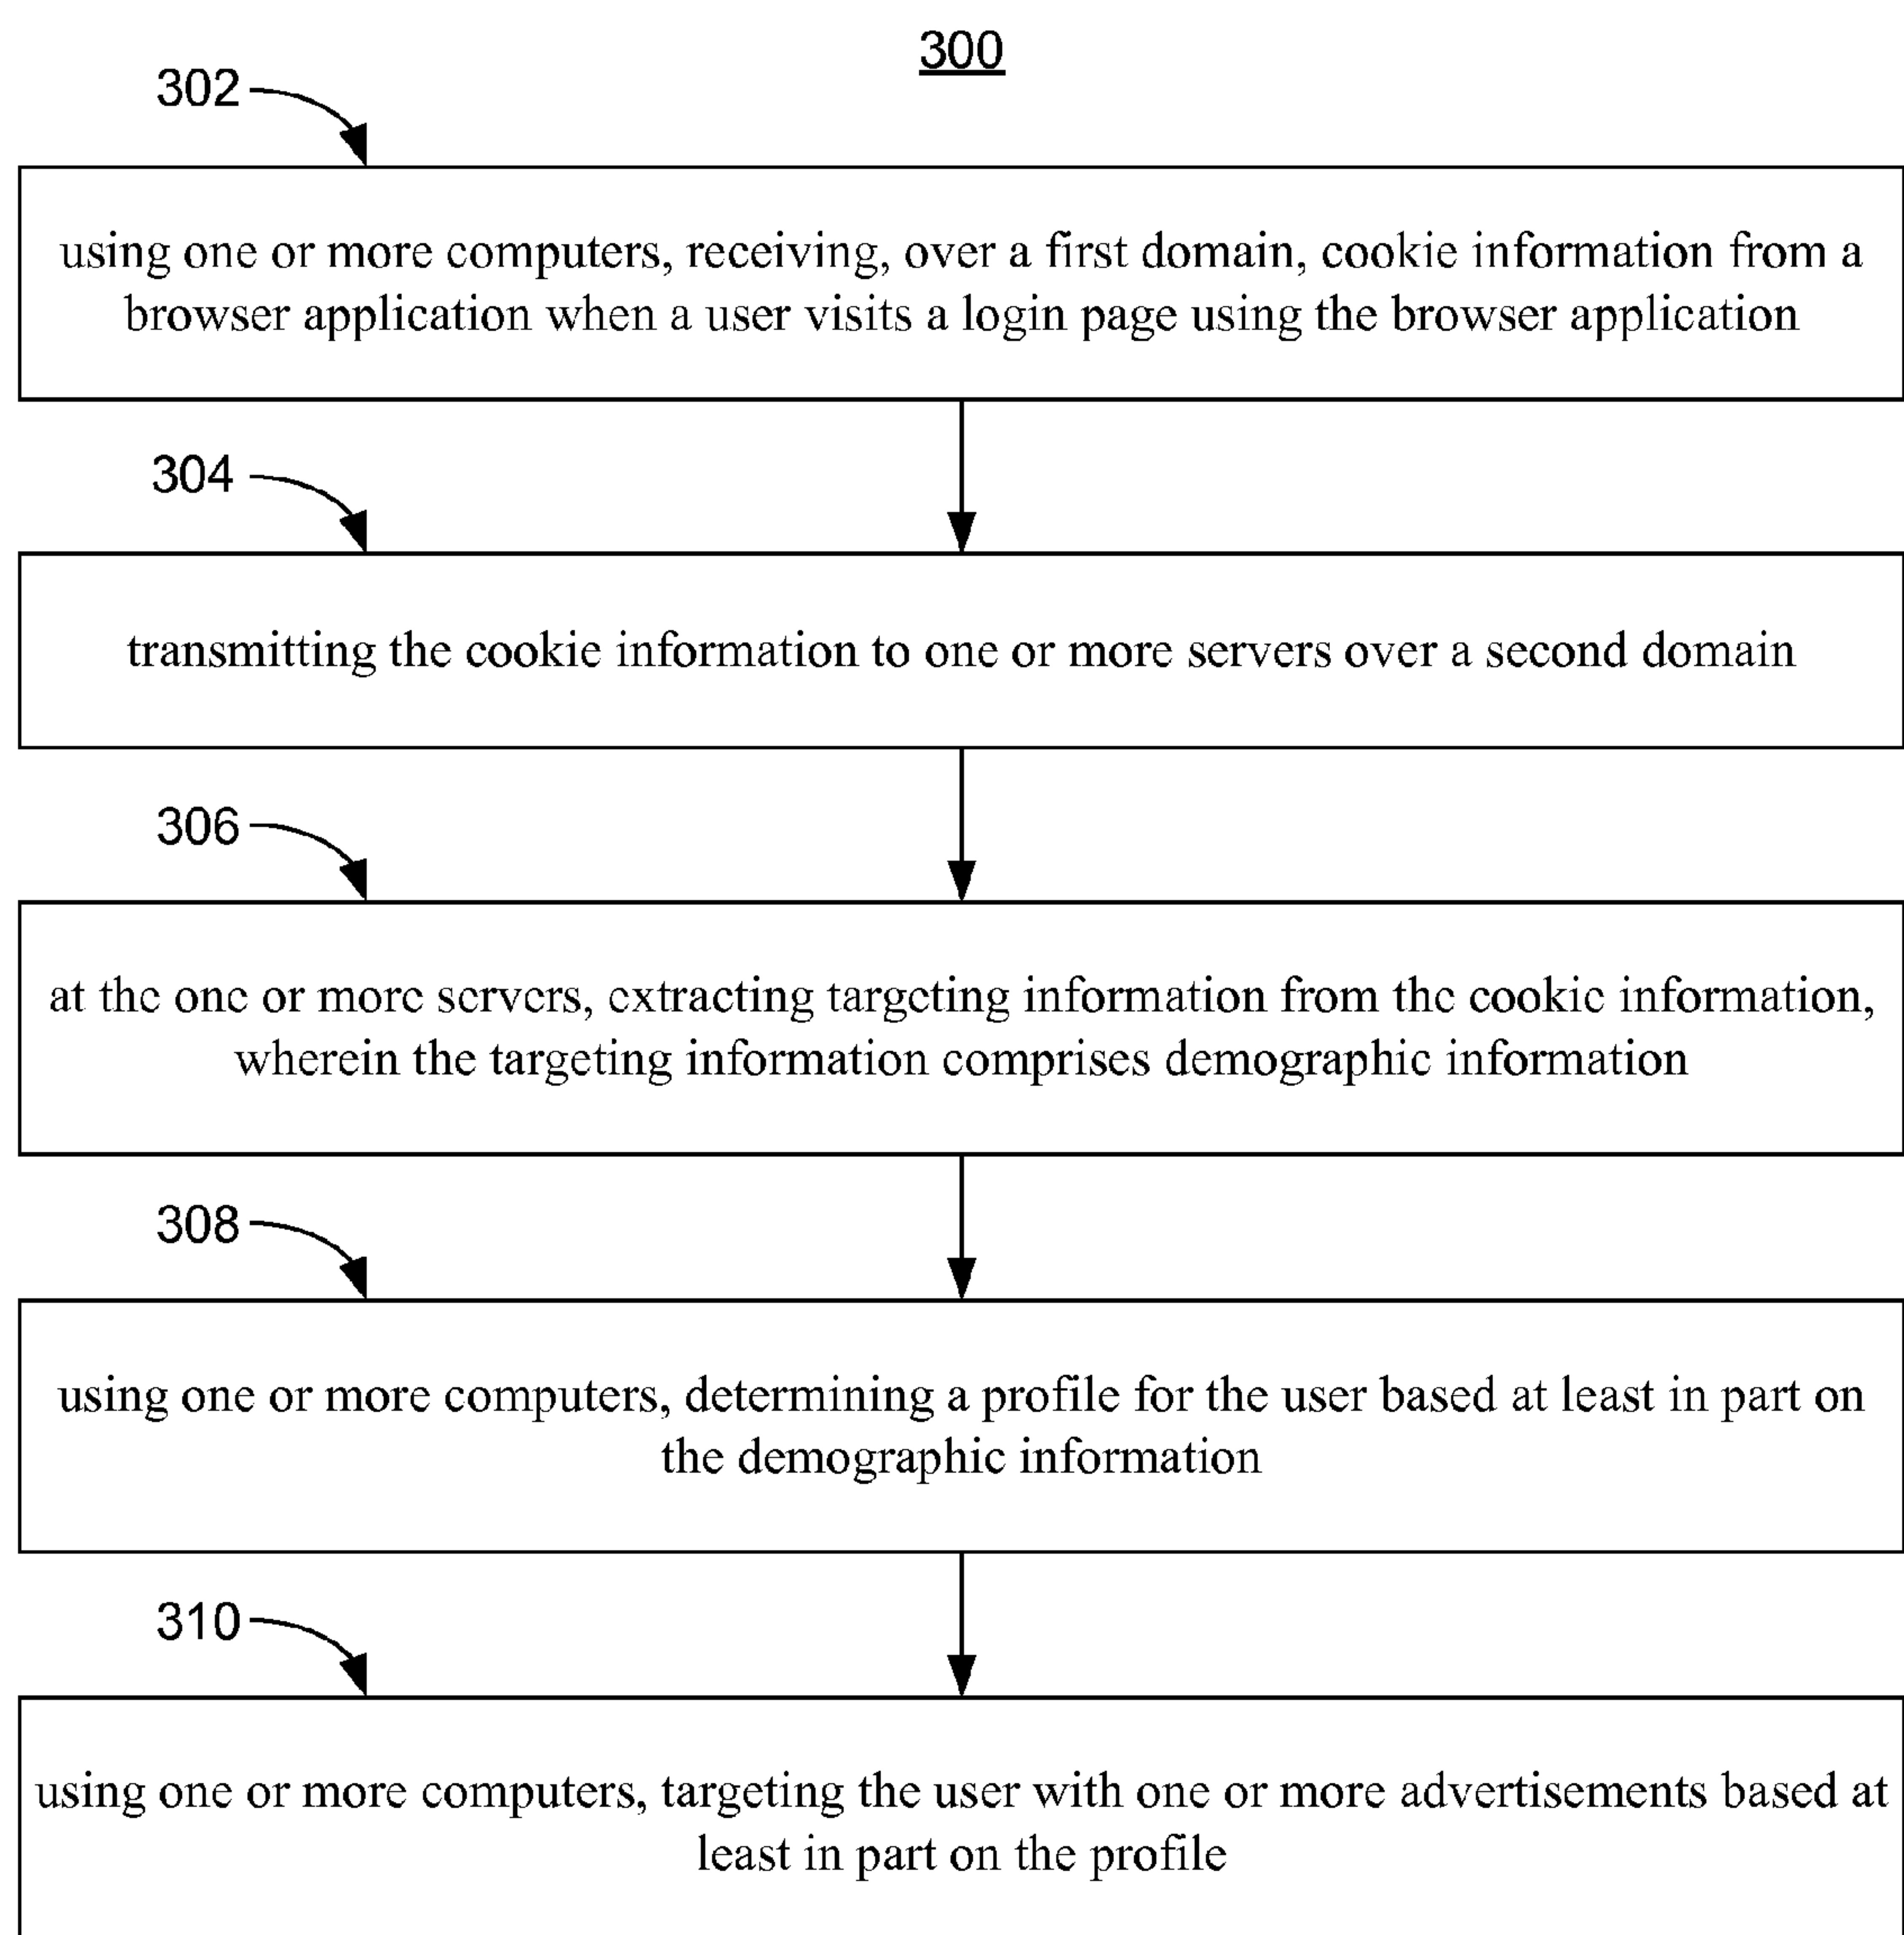 300
302
using one or more computers, receiving, over a first domain, cookie information from a
browser application when a user visits a login page using the browser application
304
transmitting the cookie information to one or more servers over a second domain
306
at the one or more servers, extracting targeting information from the cookie information,
wherein the targeting information comprises demographic information
308
using one or more computers, determining a profile for the user based at least in part on
the demographic information
310
using one or more computers, targeting the user with one or more advertisements based at
least in part on the profile